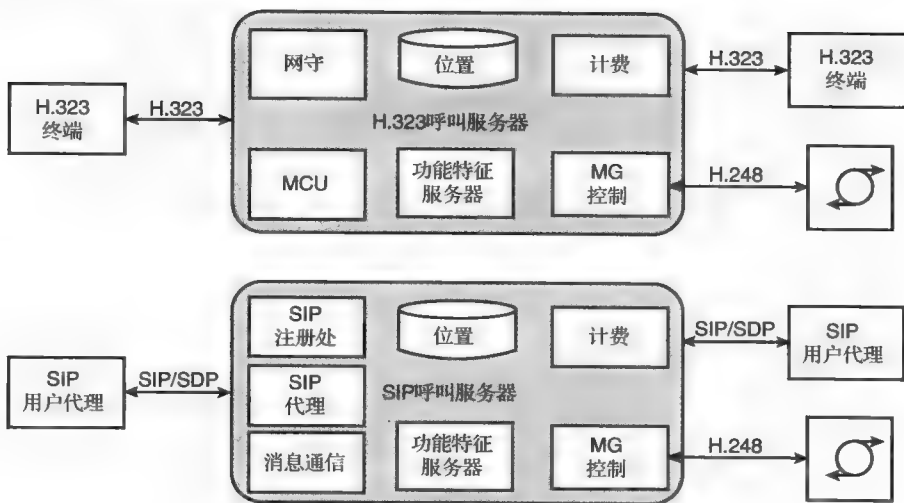 网守
位置
计费
H.323
H.323
终端
H.323
终端
H.323
H.323呼叫服务器
MCU
功能特征
服务器
MG
控制
H.248
SIP
注册处
位置
计费
SIP/SDP
SIP
用户代理
SIP
用户代理
SIP/SDP
SIP
代理
SIP呼叫服务器
消息通信
功能特征
服务器
MG
控制
H.248